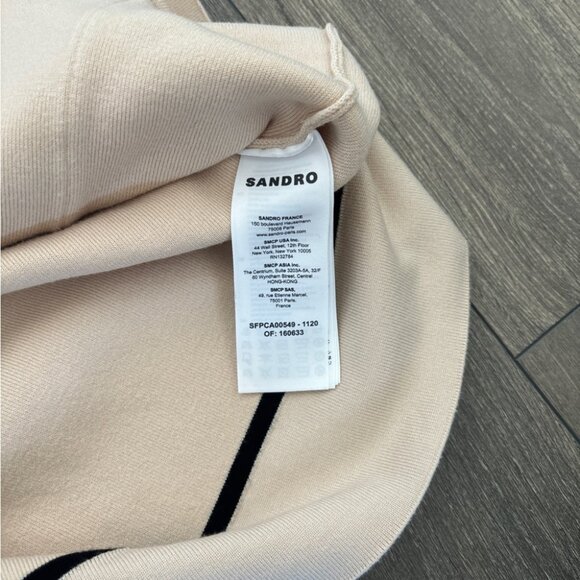 SANDRO
SANDRO FRANCE
150 boulevard Haussmann
75008 Paris
www.sandro-paris.com
SMCP USA Inc.
44 Wall Street, 12th Floor
New York, New York 10005
RN132784
SMCP ASIA Inc.
The Centrum, Suite 3203A-5A, 32/F
60 Wyndham Street, Central
HONG-KONG
SMCP SAS,
49, rue Etienne Marcel,
75001 Paris,
France
SFPCA00549 - 1120
OF: 160633